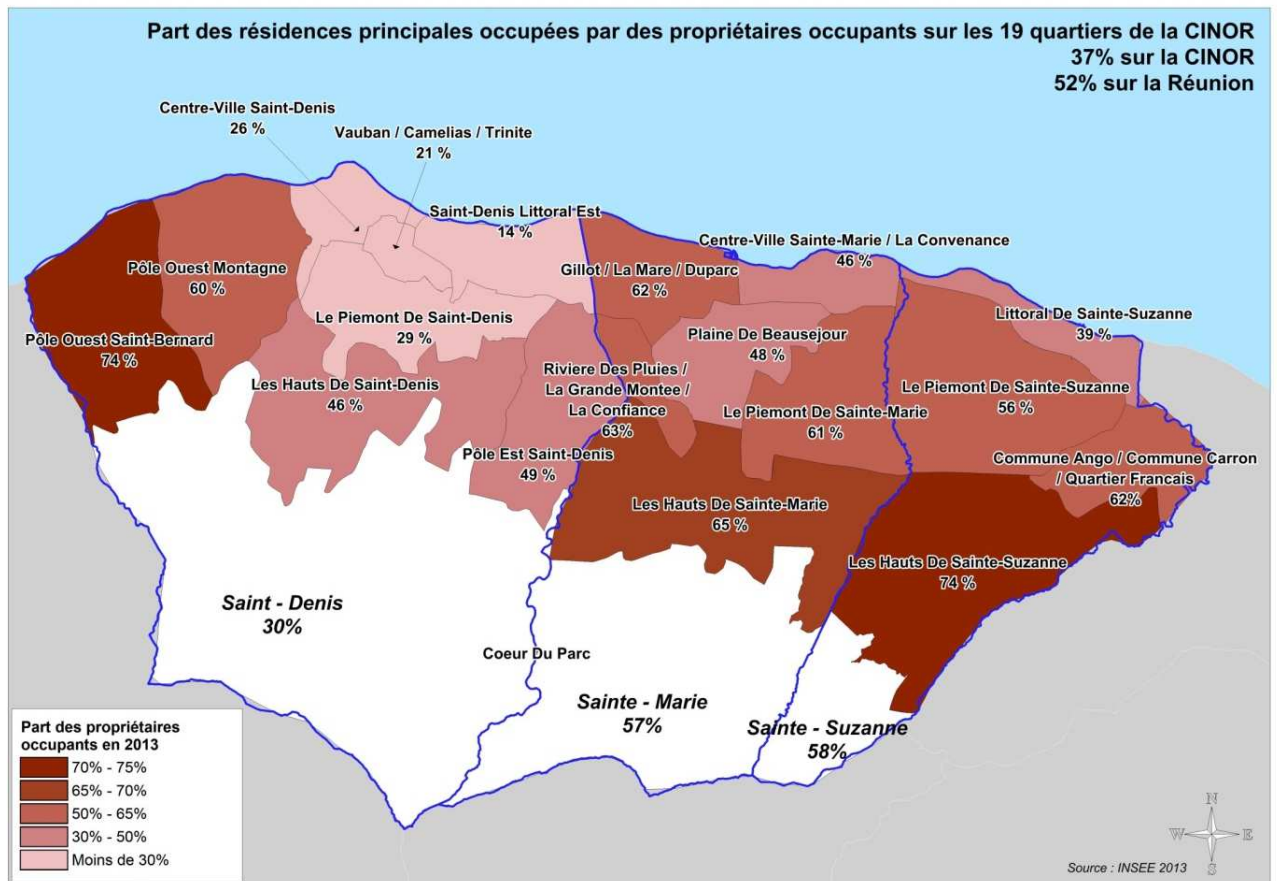 Part des résidences principales occupée par des propriétaires occupants sur les 19 quartiers de la CINOR
37% sur la CINOR
52% sur la Réunion
Centre-Ville Saint-Denis
26 %
Vauban / Camelias / Trinite
21 %
Saint-Denis Littoral Est
14 %
Centre-Ville Sainte-Marie / La Convenance
46 %
Pôle Ouest Montagne
60 %
Gillot / La Mare / Duparc
62 %
Littoral De Sainte-Suzanne
39 %
Le Piemont De Saint-Denis
29 %
Plaine De Beausejour
48 %
Pôle Ouest Saint-Bernard
74 %
Les Hauts De Saint-Denis
46 %
Riviere Des Pluies /
La Grande Montee /
La Confiance
63%
Le Piemont De Sainte-Marie
61 %
Le Piemont De Sainte-Suzanne
56 %
Pôle Est Saint-Denis
49 %
Commune Ango / Commune Carron
/ Quartier Francais
62%
Les Hauts De Sainte-Marie
65 %
Les Hauts De Sainte-Suzanne
74 %
Saint - Denis
30%
Coeur Du Parc
Sainte - Marie
57%
Sainte - Suzanne
58%
Part des propriétaires
occupants en 2013
70% - 75%
65% - 70%
50% - 65%
30% - 50%
Moins de 30%
N
W
E
S
Source : INSEE 2013